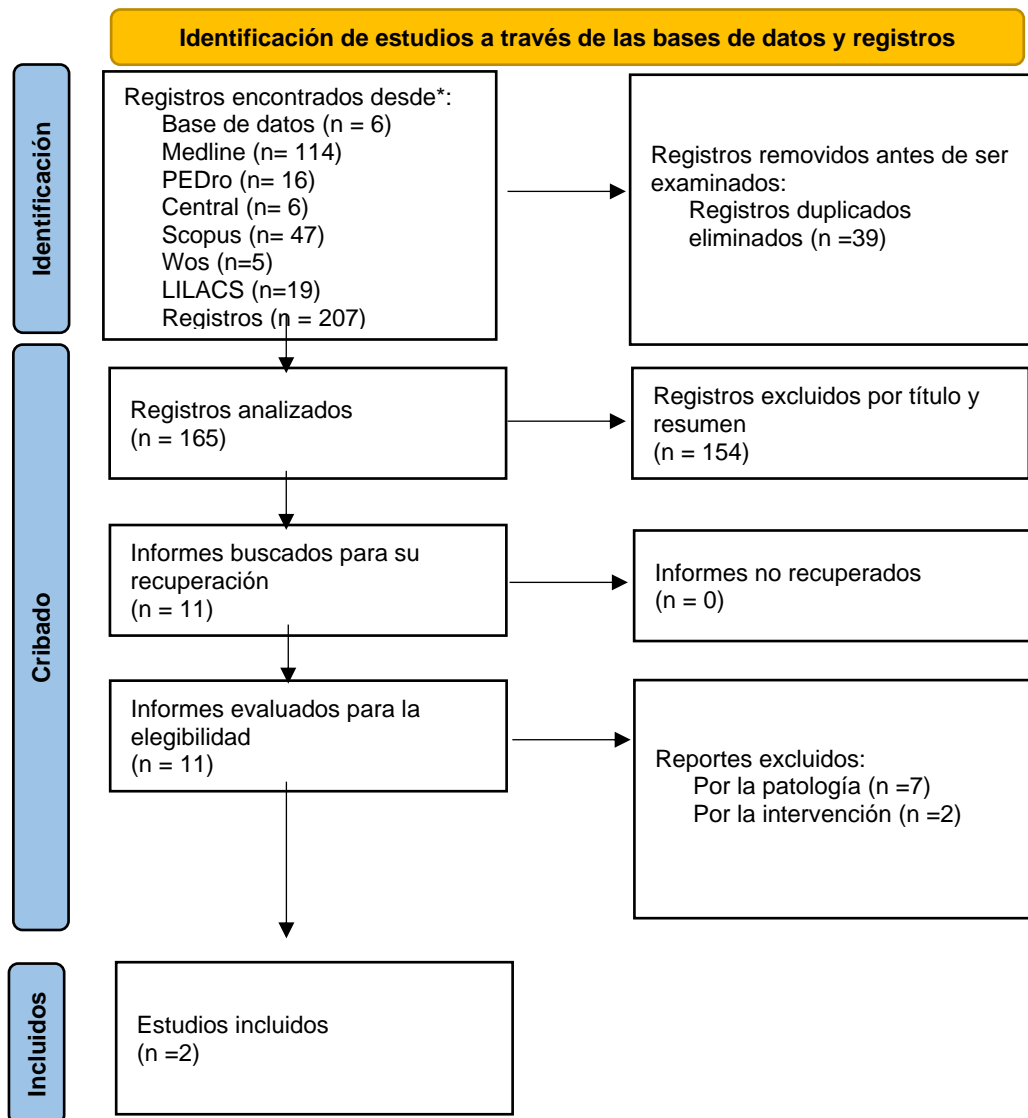 Identificación de estudios a través de las bases de datos y registros
Identificación
Registros encontrados desde*:
Base de datos (n = 6)
Medline (n= 114)
PEDro (n= 16)
Central (n= 6)
Scopus (n= 47)
Wos (n=5)
LILACS (n=19)
Registros (n = 207)
Registros removidos antes de ser
examinados:
Registros duplicados
eliminados (n =39)
Cribado
Registros analizados
(n = 165)
Registros excluidos por título y
resumen
(n = 154)
Informes buscados para su
recuperación
(n = 11)
Informes no recuperados
(n = 0)
Informes evaluados para la
elegibilidad
(n = 11)
Reportes excluidos:
Por la patología (n =7)
Por la intervención (n =2)
Incluidos
Estudios incluidos
(n =2)